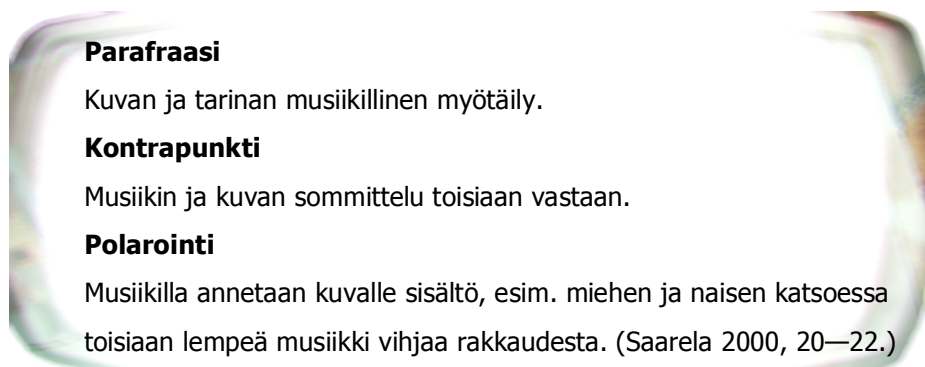 Parafraasi
Kuvan ja tarinan musiikillinen myötäily.
Kontrapunkti
Musiikin ja kuvan sommittelu toisiaan vastaan.
Polarointi
Musiikilla annetaan kuvalle sisältö, esim. miehen ja naisen katsoessa
toisiaan lempeä musiikki vihjaa rakkaudesta. (Saarela 2000, 20—22.)